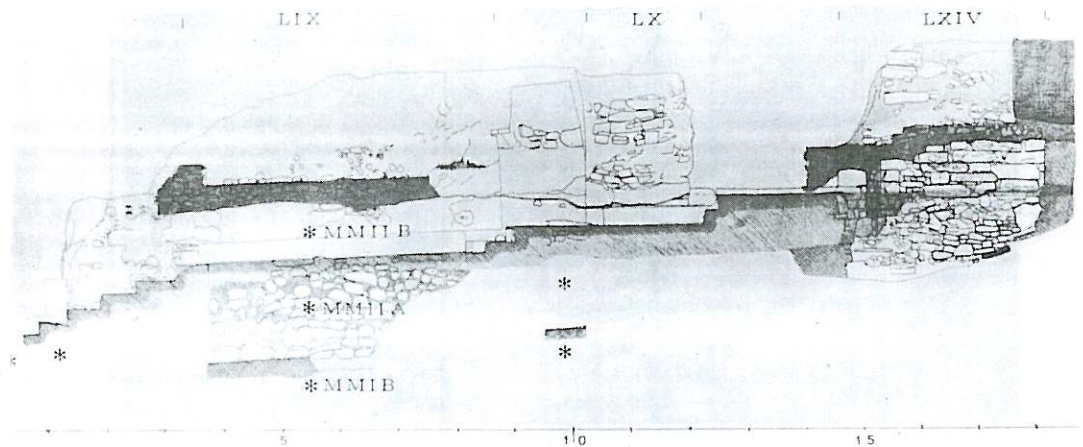 LIX LX LXIV
* MMIIB
*
* MMIIA
* *
* MMIB
5 10 15